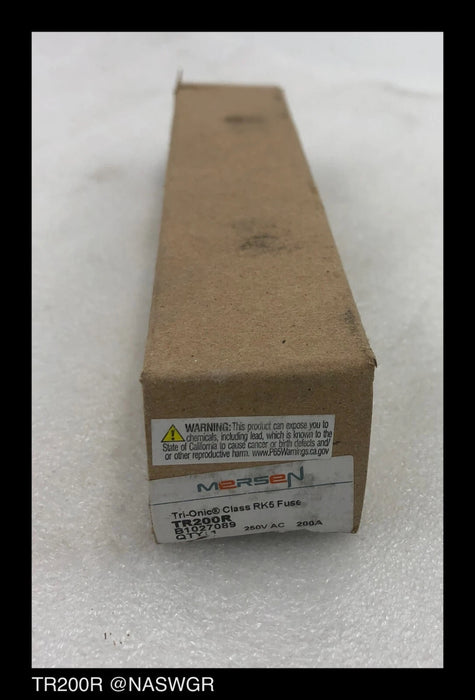 WARNING: This product can expose you to
chemicals, including lead, which is known to the
State of California to cause cancer or birth defects and/
or other reproductive harm. www.P65Warnings.ca.gov
MERSEN
Tri-Onic® Class RK5 Fuse
TR200R
B1027089 250V AC 200A
QTY: 1
TR200R @NASWGR